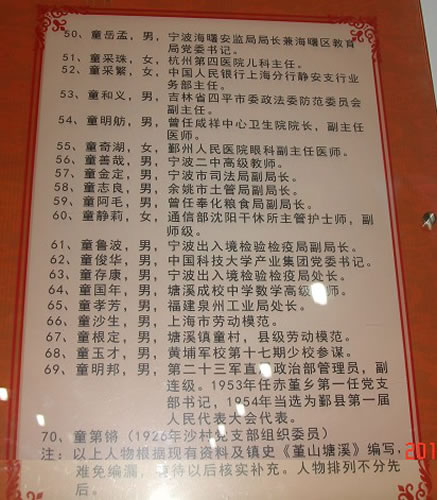 50、童岳孟，男，宁波海曙安监局局长兼海曙区教育
局党委书记。
51、童采珠，女，杭州第四医院儿科主任。
52、童采繁，女，中国人民银行上海分行静安支行业
务部主任。
53、童和义，男，吉林省四平市委政法委防范委员会
副主任。
54、童明舫，男，曾任咸祥中心卫生院院长，副主任
医师。
55、童奇湖，女，鄞州人民医院眼科副主任医师。
56、童善哉，男，宁波二中高级教师。
57、童金定，男，宁波市司法局副局长。
58、童志良，男，余姚市土管局副局长。
59、童阿毛，男，曾任奉化粮食局副局长。
60、童静莉，女，通信部沈阳干休所主管护士师，副
师级。
61、童鲁波，男，宁波出入境检验检疫局副局长。
62、童俊华，男，中国科技大学产业集团党委书记。
63、童存康，男，宁波出入境检验检疫局处长。
64、童国年，男，塘溪成校中学数学高级教师。
65、童孝芳，男，福建泉州工业局处长。
66、童沙生，男，上海市劳动模范。
67、童根定，男，塘溪镇童村，县级劳动模范。
68、童玉才，男，黄埔军校第十七期少校参谋。
69、童明邦，男，第二十三军直，政治部管理员，副
连级。1953年任赤堇乡第一任党支
部书记，1954年当选为鄞县第一届
人民代表大会代表。
70、童第锵（1926年沙村党支部组织委员）
注：以上人物根据现有资料及镇史《堇山塘溪》编写，
难免编漏，待以后核实补充。人物排列不分先
后。
201